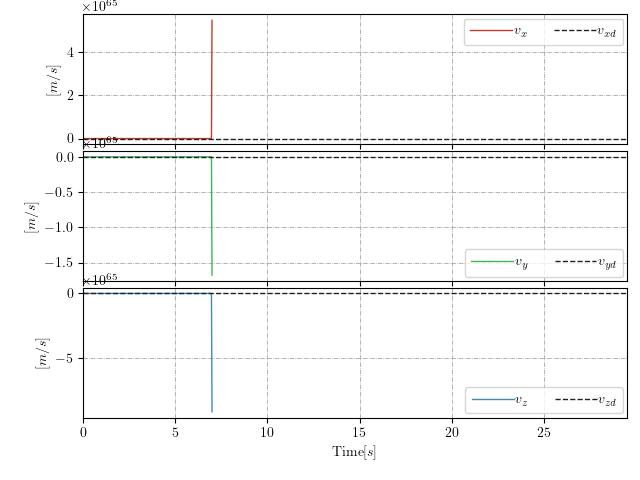 ×10^65
4
2
0
[m/s]
v_x
v_xd
×10^65
0.0
−0.5
−1.0
−1.5
[m/s]
v_y
v_yd
×10^65
0
−5
[m/s]
v_z
v_zd
0 5 10 15 20 25
Time[s]